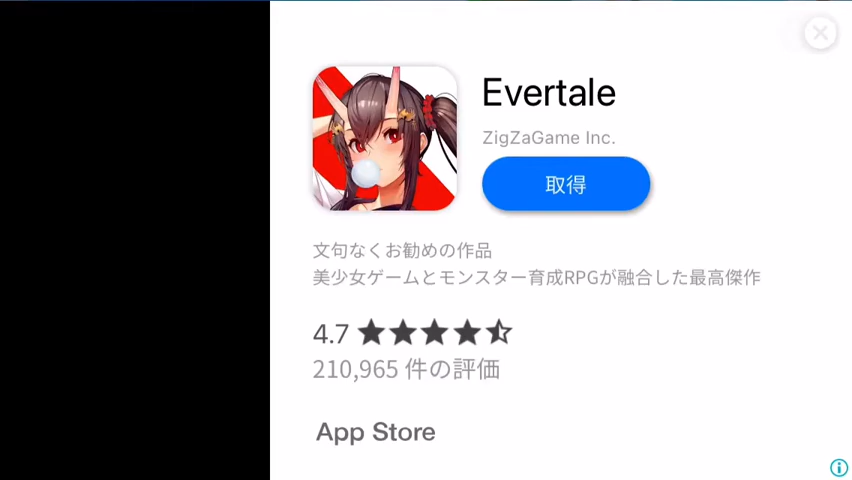 Evertale
ZigZaGame Inc.
取得
文句なくお勧めの作品
美少女ゲームとモンスター育成RPGが融合した最高傑作
4.7
210,965 件の評価
App Store